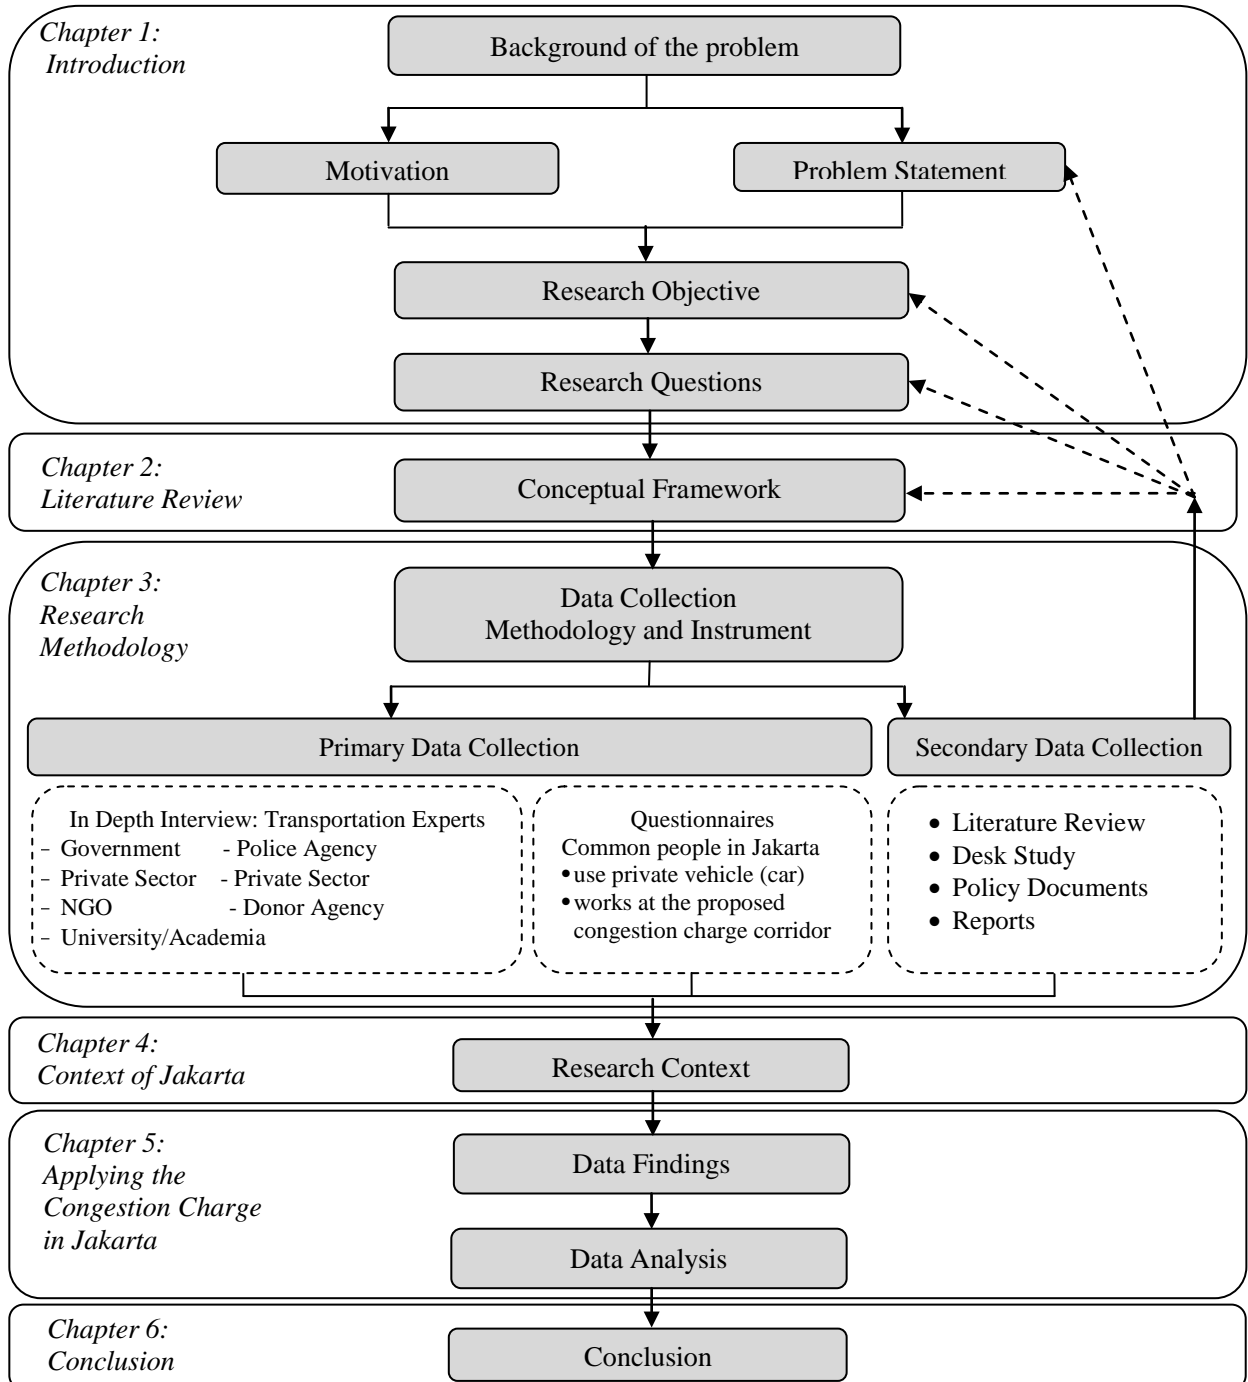 Chapter 1:
Introduction
Background of the problem
Motivation
Problem Statement
Research Objective
Research Questions
Chapter 2:
Literature Review
Conceptual Framework
Chapter 3:
Research
Methodology
Data Collection
Methodology and Instrument
Primary Data Collection
Secondary Data Collection
In Depth Interview: Transportation Experts
- Government - Police Agency
- Private Sector - Private Sector
- NGO - Donor Agency
- University/Academia
Questionnaires
Common people in Jakarta
• use private vehicle (car)
• works at the proposed
congestion charge corridor
• Literature Review
• Desk Study
• Policy Documents
• Reports
Chapter 4:
Context of Jakarta
Research Context
Chapter 5:
Applying the
Congestion Charge
in Jakarta
Data Findings
Data Analysis
Chapter 6:
Conclusion
Conclusion